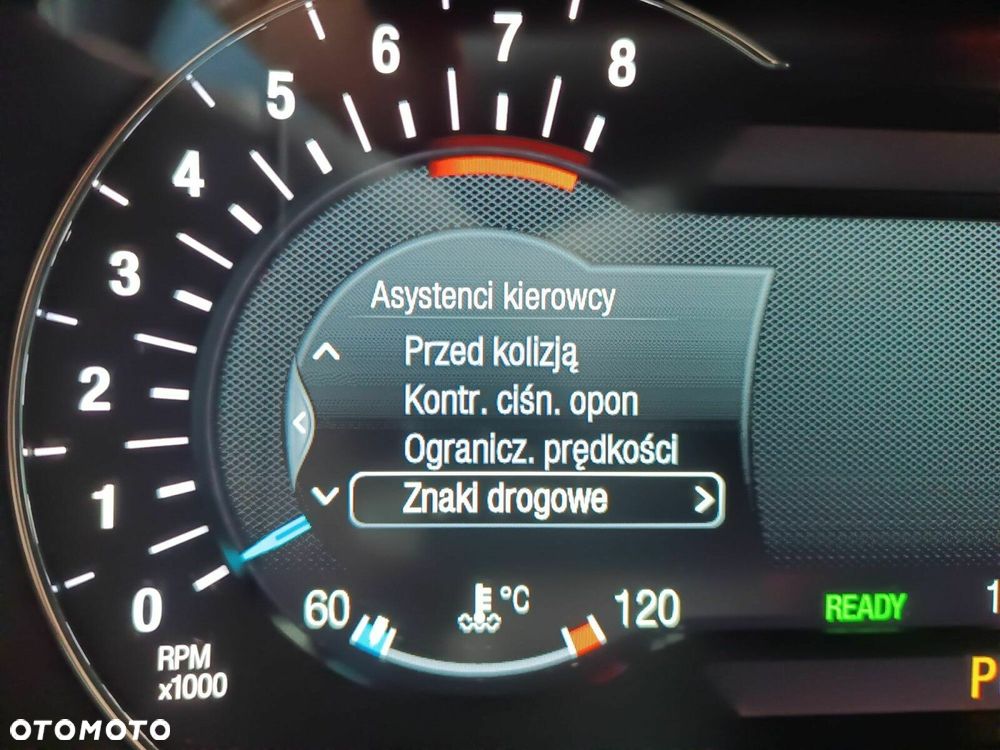 8
7
6
5
4
3
2
1
0
RPM
x1000
Asystenci kierowcy
Przed kolizją
Kontr. ciśn. opon
Ogranicz. prędkości
Znaki drogowe
60
°C
120
READY
1
P
OTOMOTO